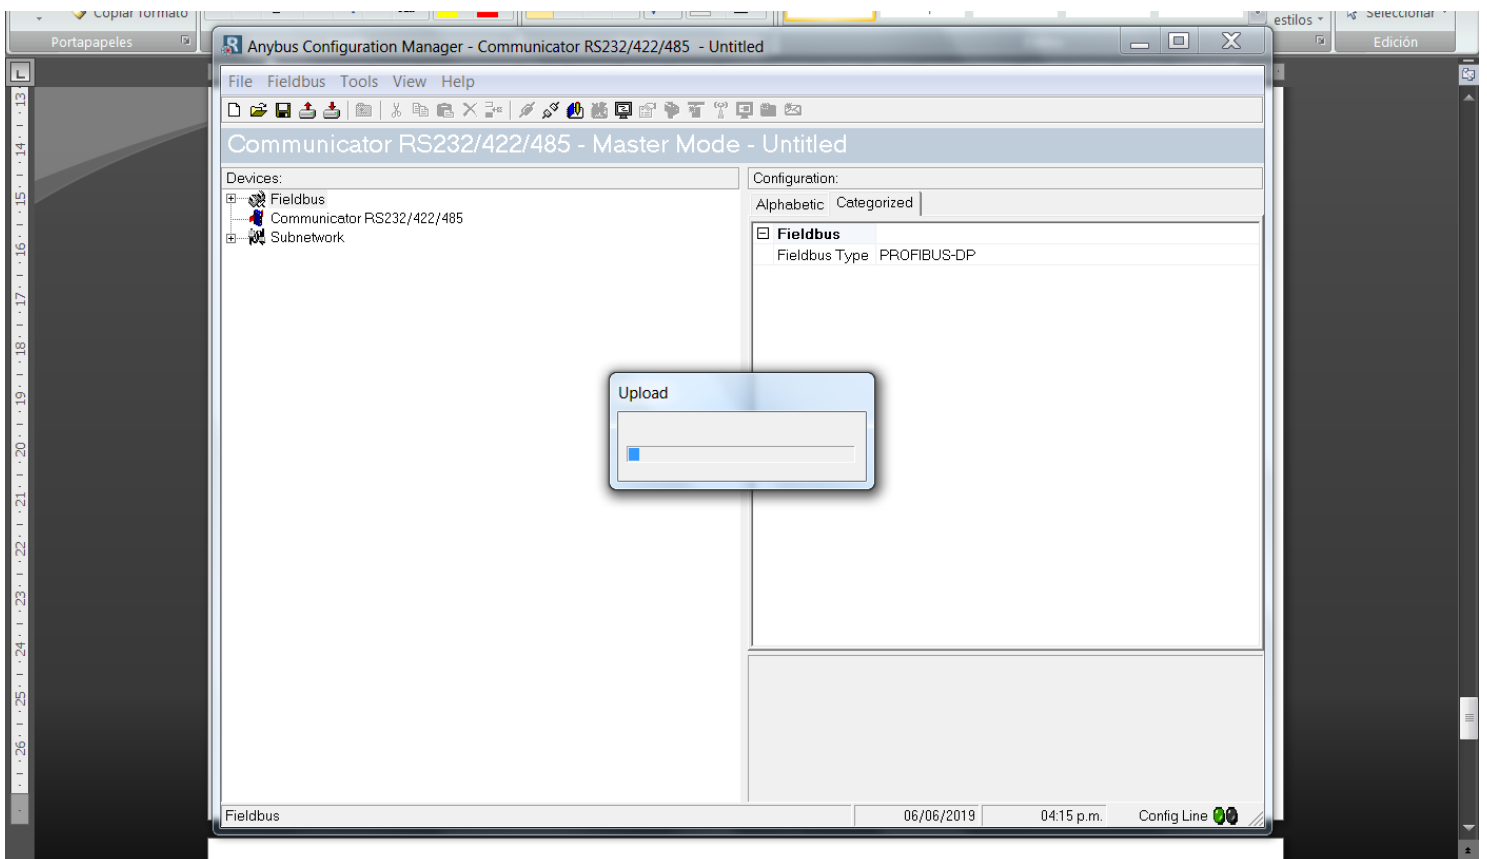 Copiar formato
estilos
Seleccionar
Portapapeles
Edición
Anybus Configuration Manager - Communicator RS232/422/485 - Untitled
File Fieldbus Tools View Help
Communicator RS232/422/485 - Master Mode - Untitled
Devices:
Configuration:
Fieldbus
Communicator RS232/422/485
Subnetwork
Alphabetic Categorized
Fieldbus
Fieldbus Type PROFIBUS-DP
Upload
Fieldbus
06/06/2019
04:15 p.m.
Config Line
L
13
14
15
16
17
18
19
20
21
22
23
24
25
26